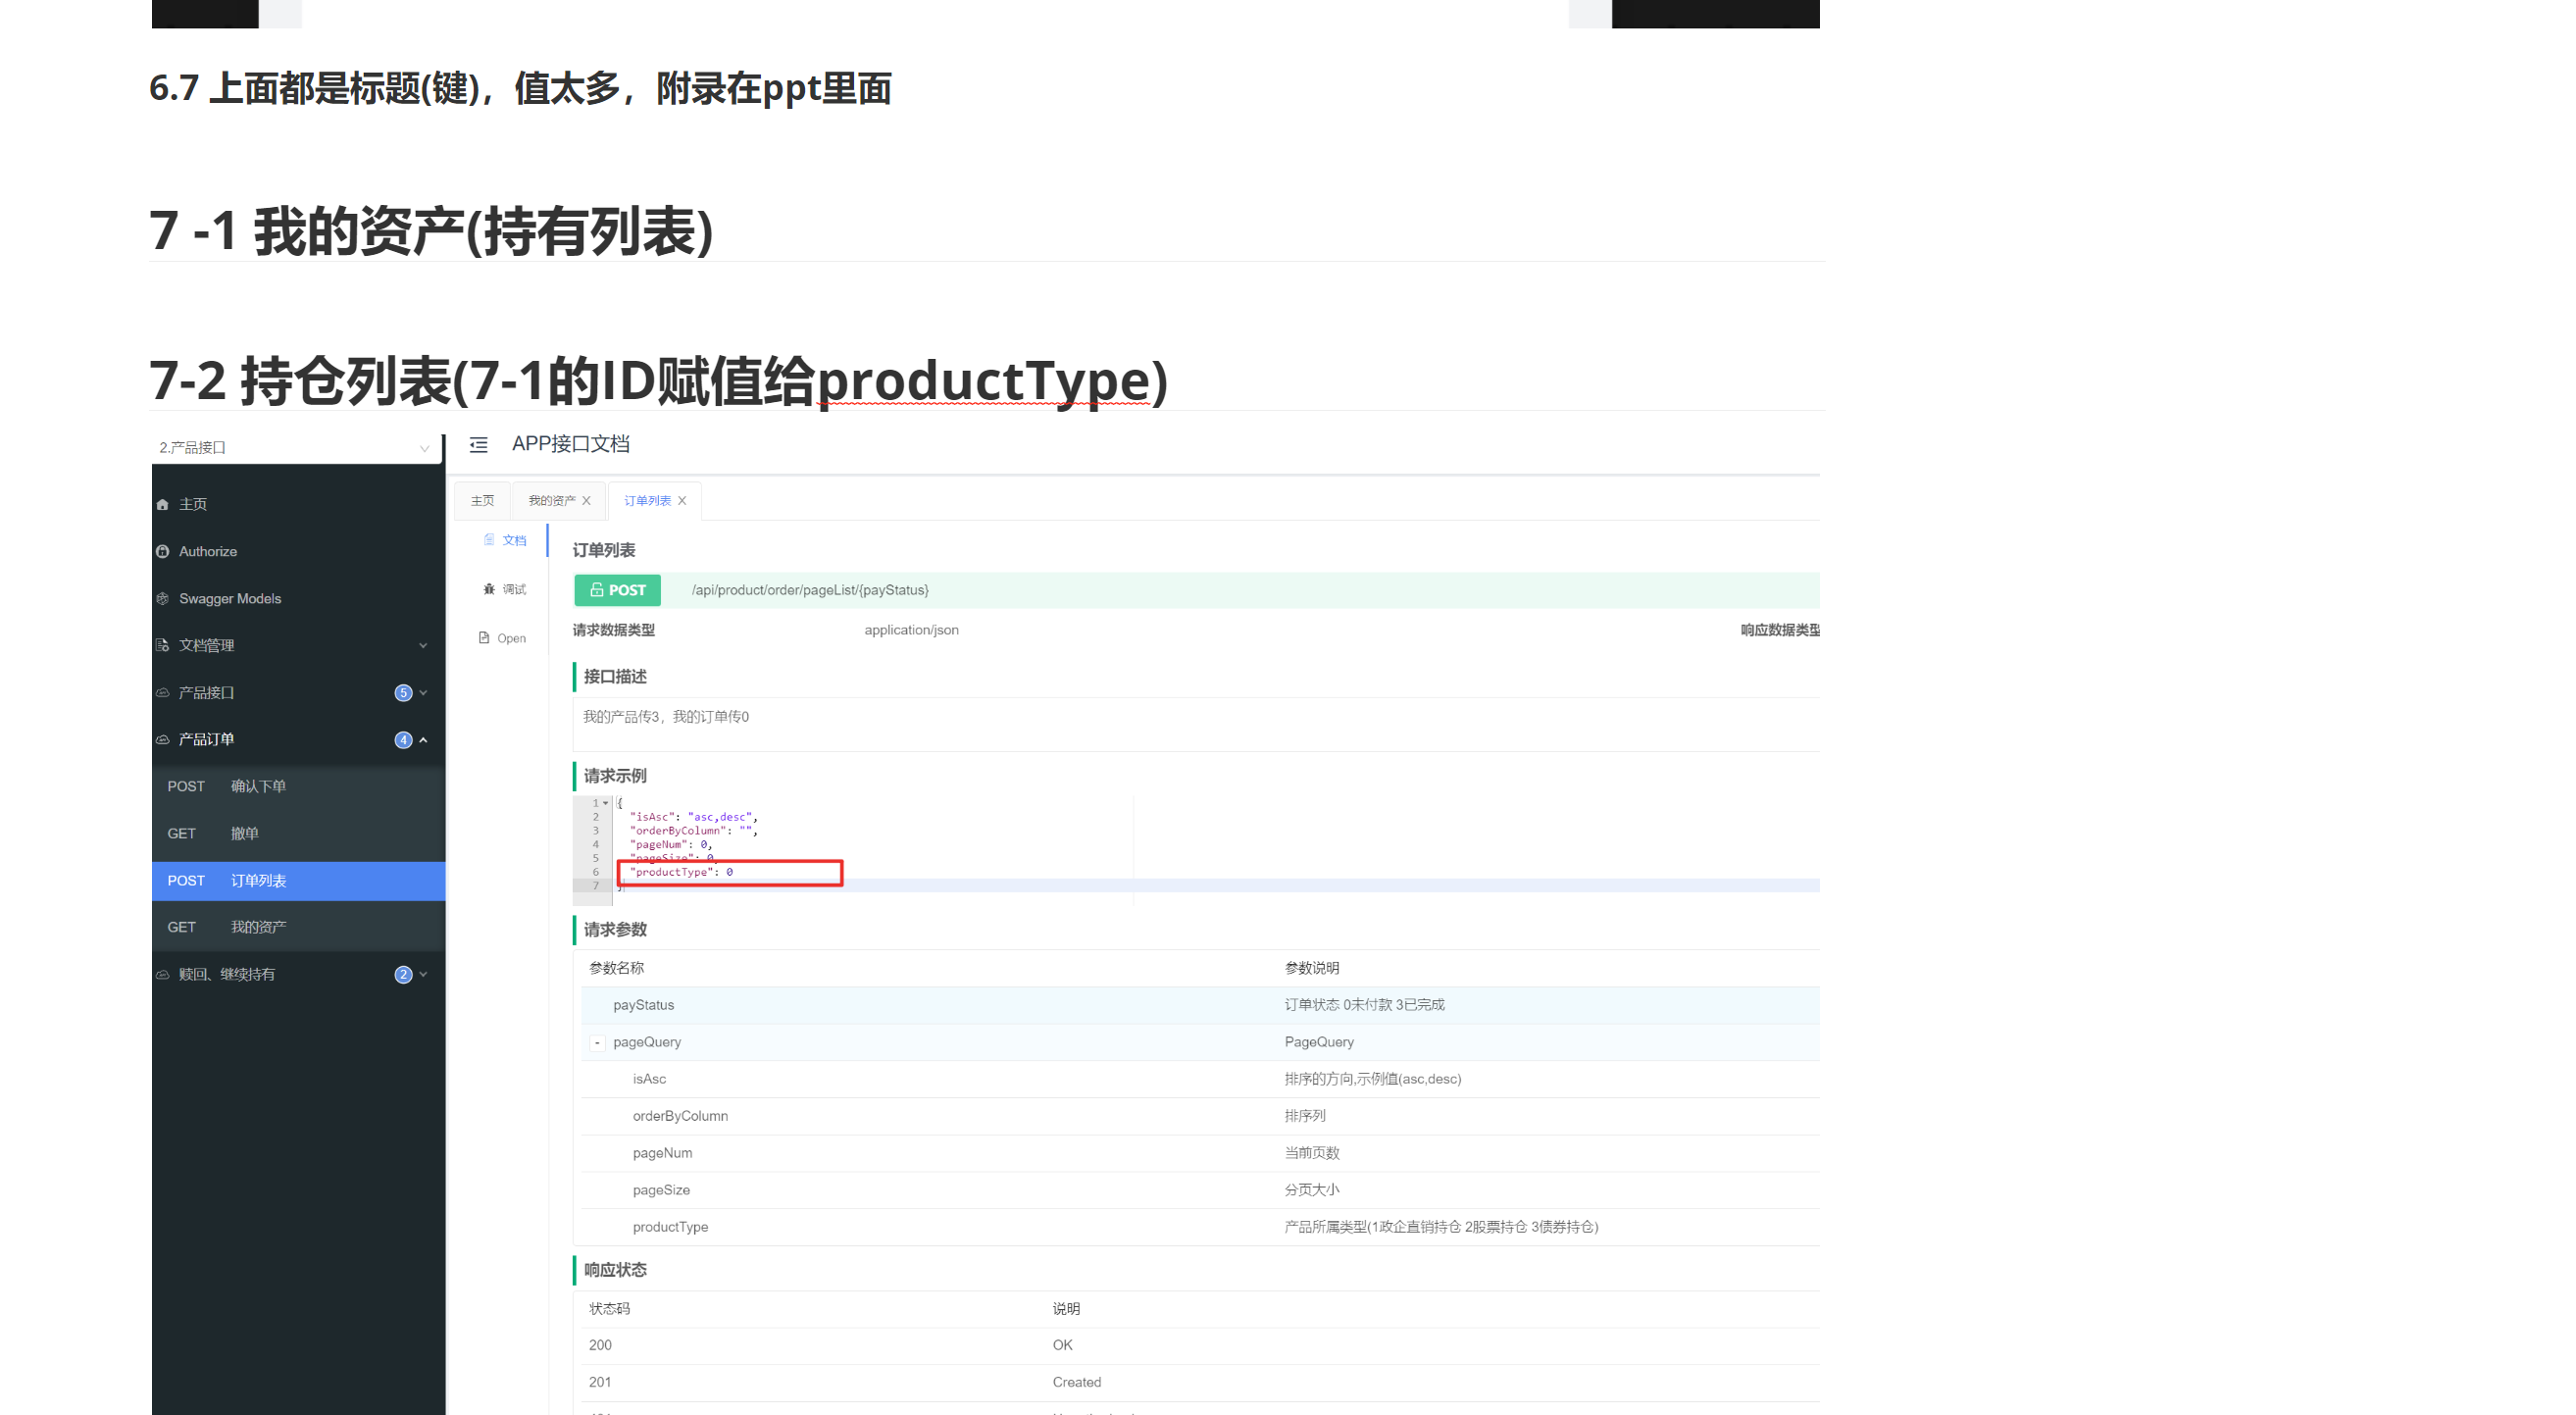 6.7 上面都是标题(键)，值太多，附录在ppt里面
7 -1 我的资产(持有列表)
7-2 持仓列表(7-1的ID赋值给productType)
2.产品接口
APP接口文档
主页
我的资产 X
订单列表 X
主页
Authorize
Swagger Models
文档管理
产品接口 5
产品订单 4
POST 确认下单
GET 撤单
POST 订单列表
GET 我的资产
赎回、继续持有 2
文档
调试
Open
订单列表
POST /api/product/order/pageList/{payStatus}
请求数据类型 application/json 响应数据类型
接口描述
我的产品传3，我的订单传0
请求示例
1 {
2 "isAsc": "asc,desc",
3 "orderByColumn": "",
4 "pageNum": 0,
5 "pageSize": 0,
6 "productType": 0
7 }
请求参数
参数名称 参数说明
payStatus 订单状态 0未付款 3已完成
- pageQuery PageQuery
isAsc 排序的方向,示例值(asc,desc)
orderByColumn 排序列
pageNum 当前页数
pageSize 分页大小
productType 产品所属类型(1政企直销持仓 2股票持仓 3债券持仓)
响应状态
状态码 说明
200 OK
201 Created